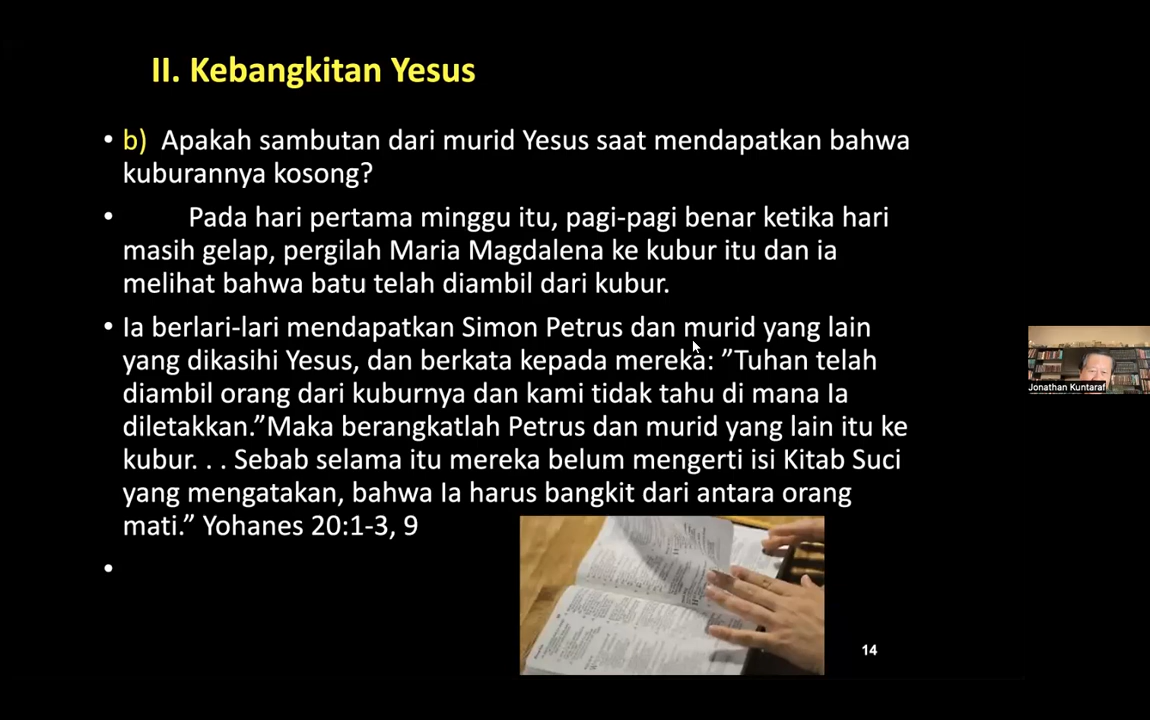 II. Kebangkitan Yesus
• b) Apakah sambutan dari murid Yesus saat mendapatkan bahwa
kuburannya kosong?
• Pada hari pertama minggu itu, pagi-pagi benar ketika hari
masih gelap, pergilah Maria Magdalena ke kubur itu dan ia
melihat bahwa batu telah diambil dari kubur.
• Ia berlari-lari mendapatkan Simon Petrus dan murid yang lain
yang dikasihi Yesus, dan berkata kepada mereka: ”Tuhan telah
diambil orang dari kuburnya dan kami tidak tahu di mana Ia
diletakkan.”Maka berangkatlah Petrus dan murid yang lain itu ke
kubur. . . Sebab selama itu mereka belum mengerti isi Kitab Suci
yang mengatakan, bahwa Ia harus bangkit dari antara orang
mati.” Yohanes 20:1-3, 9
•
14
Jonathan Kuntaraf